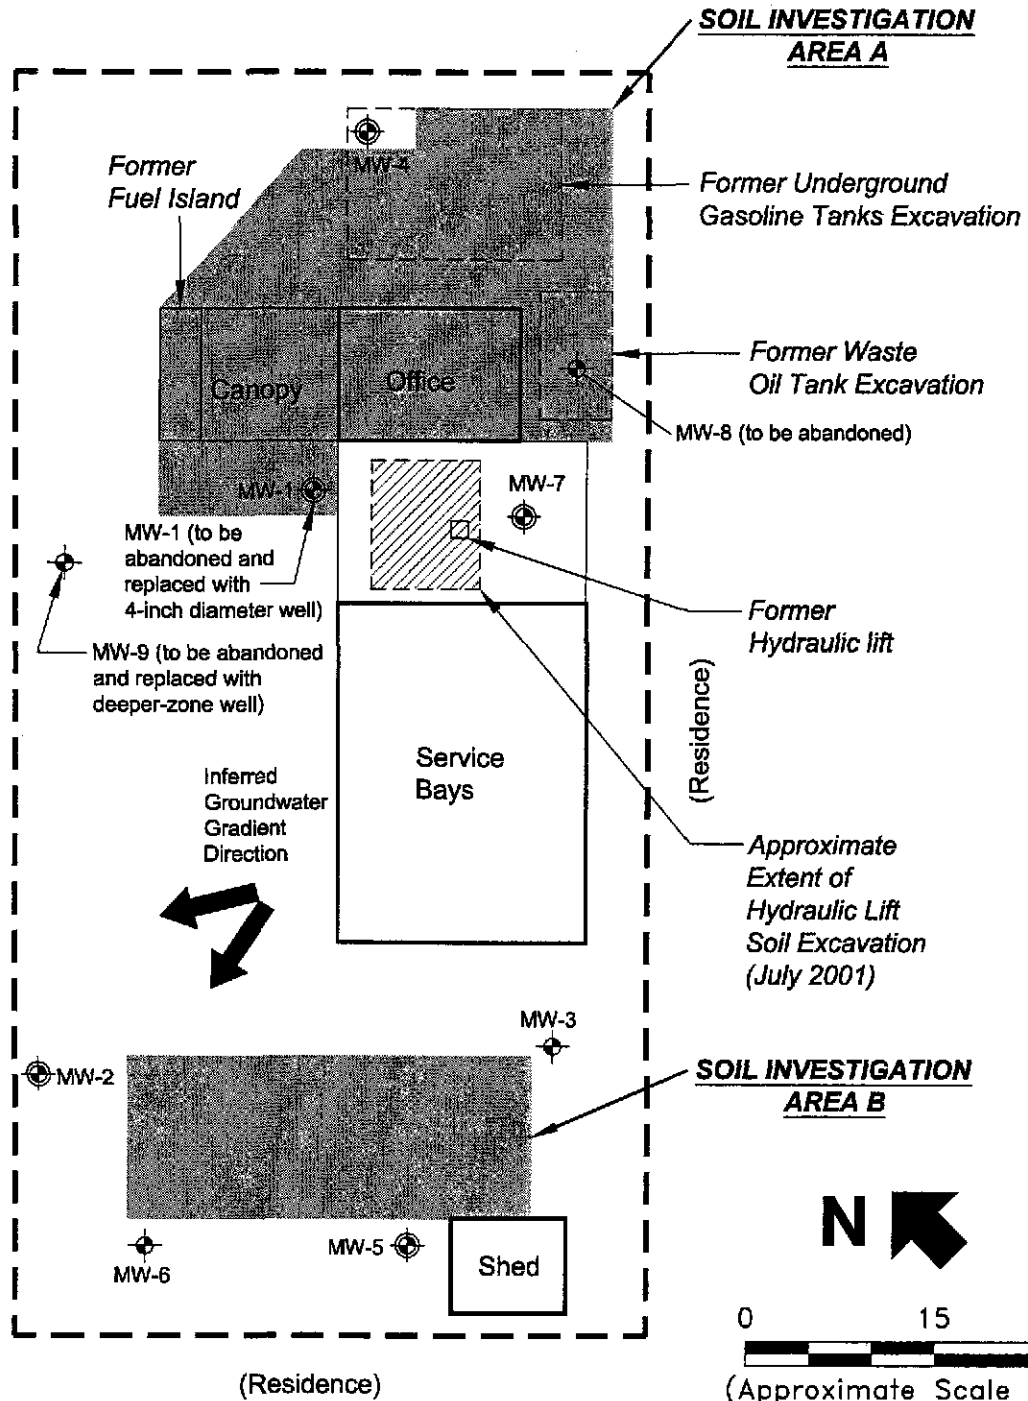 SOIL INVESTIGATION
AREA A
MW-4
Former
Fuel Island
Former Underground
Gasoline Tanks Excavation
Former Waste
Oil Tank Excavation
Canopy
Office
MW-8 (to be abandoned)
MW-1
MW-7
MW-1 (to be
abandoned and
replaced with
4-inch diameter well)
Former
Hydraulic lift
MW-9 (to be abandoned
and replaced with
deeper-zone well)
(Residence)
Service
Bays
Inferred
Groundwater
Gradient
Direction
Approximate
Extent of
Hydraulic Lift
Soil Excavation
(July 2001)
MW-3
MW-2
SOIL INVESTIGATION
AREA B
N
MW-6
MW-5
Shed
0 15
(Residence)
(Approximate Scale